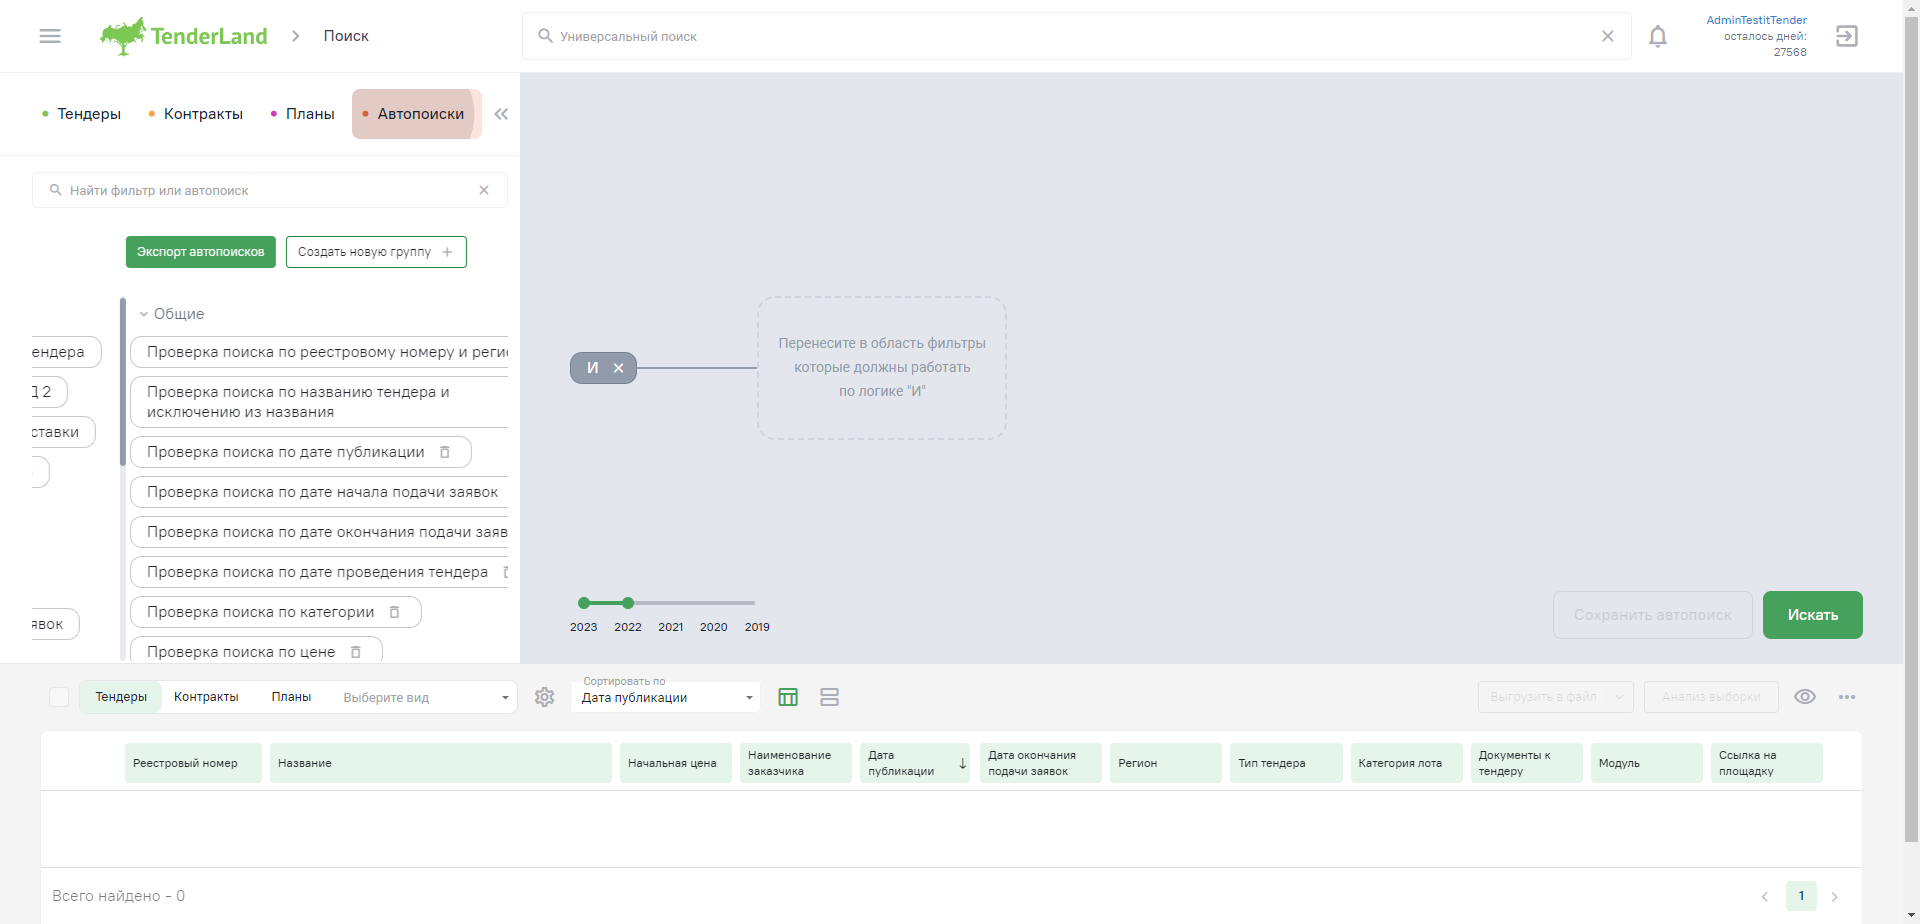 TenderLand
Поиск
Универсальный поиск
AdminTestitTender
осталось дней:
27568
Тендеры
Контракты
Планы
Автопоиски
Найти фильтр или автопоиск
Экспорт автопоисков
Создать новую группу
Общие
ендера
Проверка поиска по реестровому номеру и реги
Д 2
Проверка поиска по названию тендера и
исключению из названия
ставки
Проверка поиска по дате публикации
Проверка поиска по дате начала подачи заявок
Проверка поиска по дате окончания подачи заяв
Проверка поиска по дате проведения тендера
Проверка поиска по категории
явок
Проверка поиска по цене
И
Перенесите в область фильтры
которые должны работать
по логике "И"
2023 2022 2021 2020 2019
Сохранить автопоиск
Искать
Тендеры
Контракты
Планы
Выберите вид
Сортировать по
Дата публикации
Выгрузить в файл
Анализ выборки
Реестровый номер
Название
Начальная цена
Наименование
заказчика
Дата
публикации
Дата окончания
подачи заявок
Регион
Тип тендера
Категория лота
Документы к
тендеру
Модуль
Ссылка на
площадку
Всего найдено - 0
1